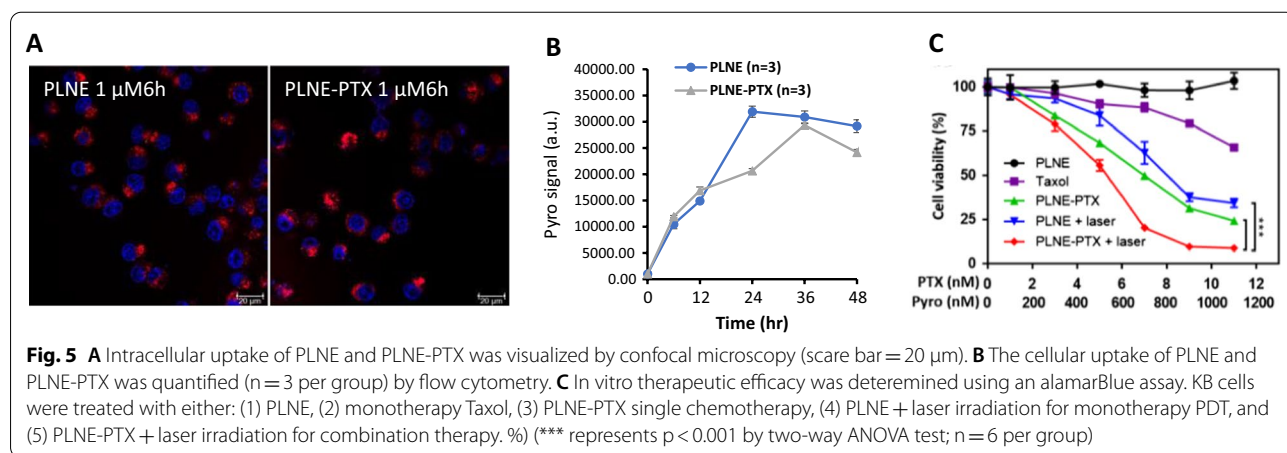 A
PLNE 1 µM6h
PLNE-PTX 1 µM6h
20 µm
20 µm
B
PLNE (n=3)
PLNE-PTX (n=3)
40000.00
35000.00
30000.00
25000.00
20000.00
15000.00
10000.00
5000.00
0.00
Pyro signal (a.u.)
0 12 24 36 48
Time (hr)
C
Cell viability (%)
100
75
50
25
0
PLNE
Taxol
PLNE-PTX
PLNE + laser
PLNE-PTX + laser
***
PTX (nM) 0 2 4 6 8 10 12
Pyro (nM) 0 200 400 600 800 1000 1200
Fig. 5 A Intracellular uptake of PLNE and PLNE-PTX was visualized by confocal microscopy (scare bar = 20 µm). B The cellular uptake of PLNE and
PLNE-PTX was quantified (n = 3 per group) by flow cytometry. C In vitro therapeutic efficacy was deteremined using an alamarBlue assay. KB cells
were treated with either: (1) PLNE, (2) monotherapy Taxol, (3) PLNE-PTX single chemotherapy, (4) PLNE + laser irradiation for monotherapy PDT, and
(5) PLNE-PTX + laser irradiation for combination therapy. %) (*** represents p < 0.001 by two-way ANOVA test; n = 6 per group)